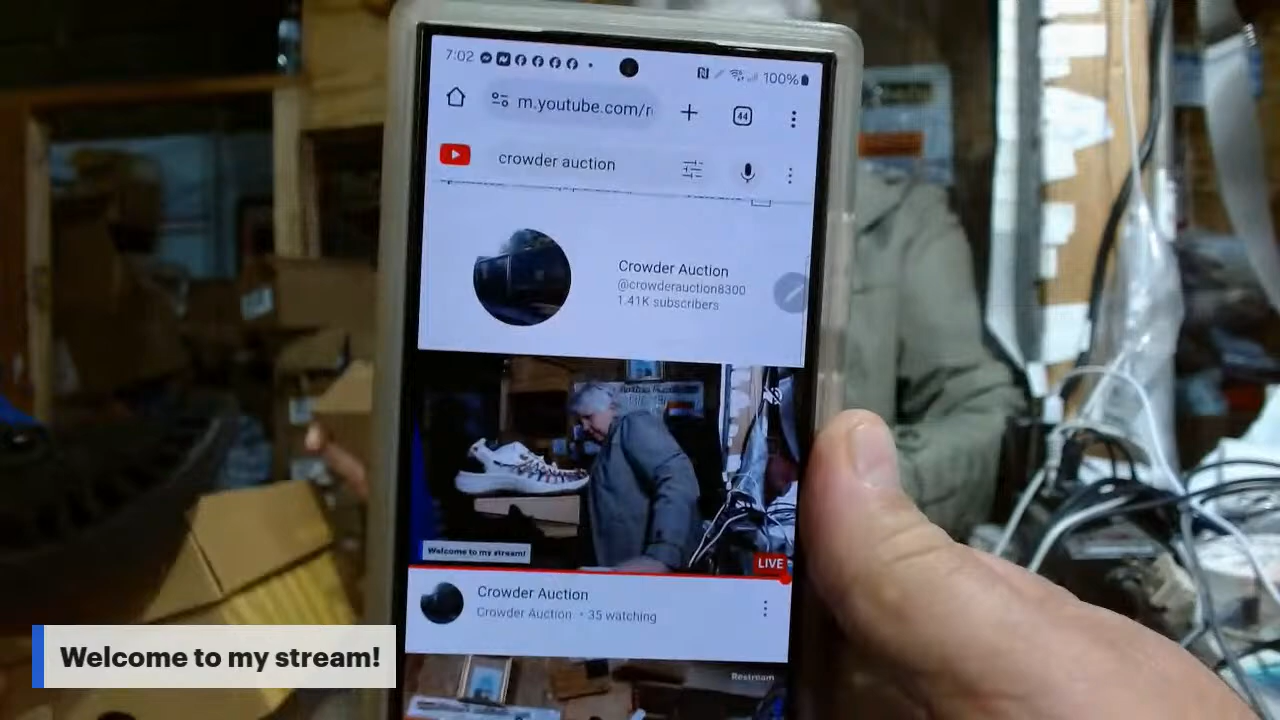 7:02
100%
m.youtube.com/r
44
crowder auction
Crowder Auction
@crowderauction8300
1.41K subscribers
Welcome to my stream!
LIVE
Crowder Auction
Crowder Auction · 35 watching
Restream
Welcome to my stream!